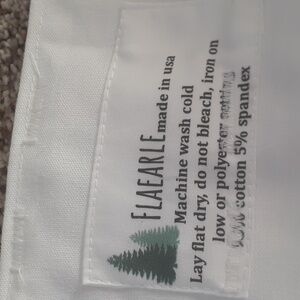 FLAEARLE made in usa
Machine wash cold
Lay flat dry, do not bleach, iron on
low or polyester
cotton 5% spandex